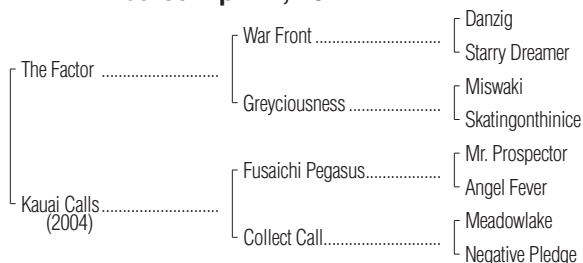 Danzig
War Front ..............................
Starry Dreamer
The Factor ............................
Miswaki
Greyciousness ......................
Skatingonthinice
Mr. Prospector
Fusaichi Pegasus..................
Angel Fever
Kauai Calls ............................
(2004)
Meadowlake
Collect Call............................
Negative Pledge